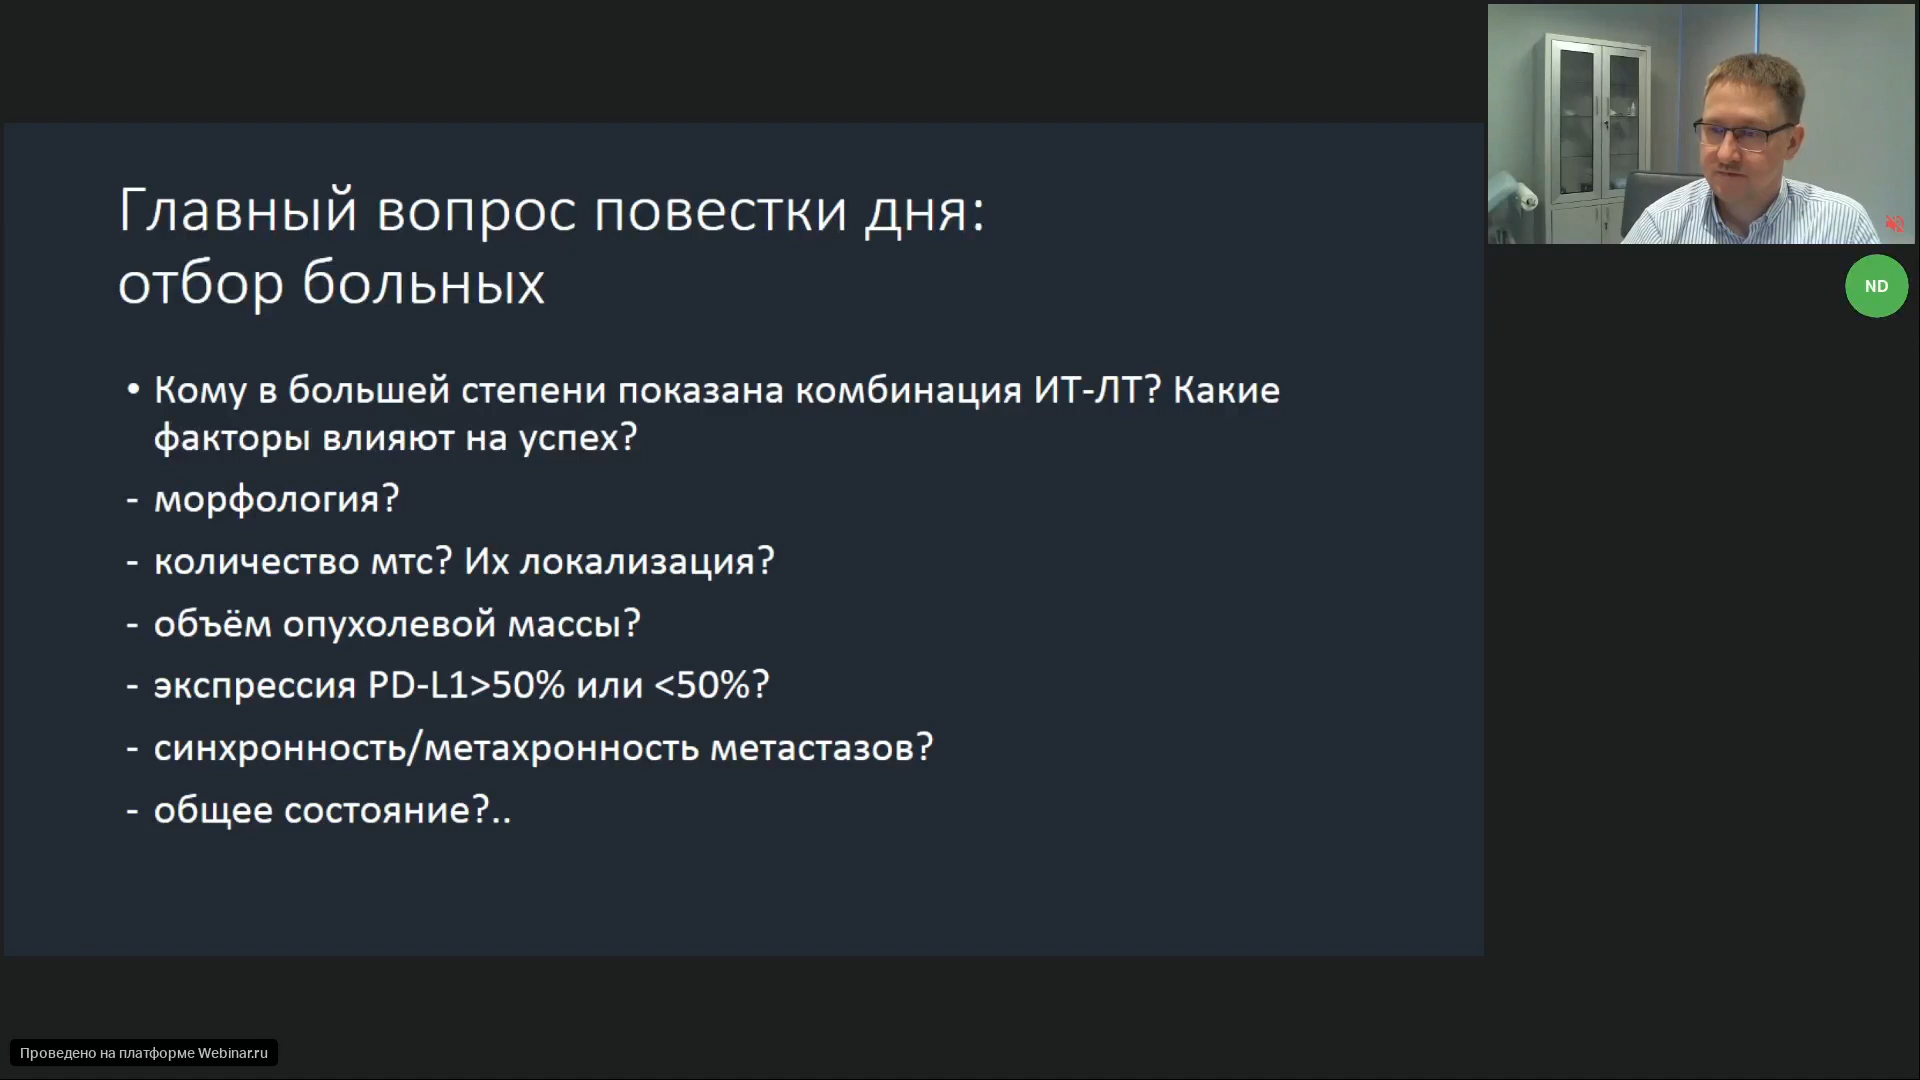 Главный вопрос повестки дня:
отбор больных
• Кому в большей степени показана комбинация ИТ-ЛТ? Какие
факторы влияют на успех?
- морфология?
- количество мтс? Их локализация?
- объём опухолевой массы?
- экспрессия PD-L1>50% или <50%?
- синхронность/метахронность метастазов?
- общее состояние?..
ND
Проведено на платформе Webinar.ru